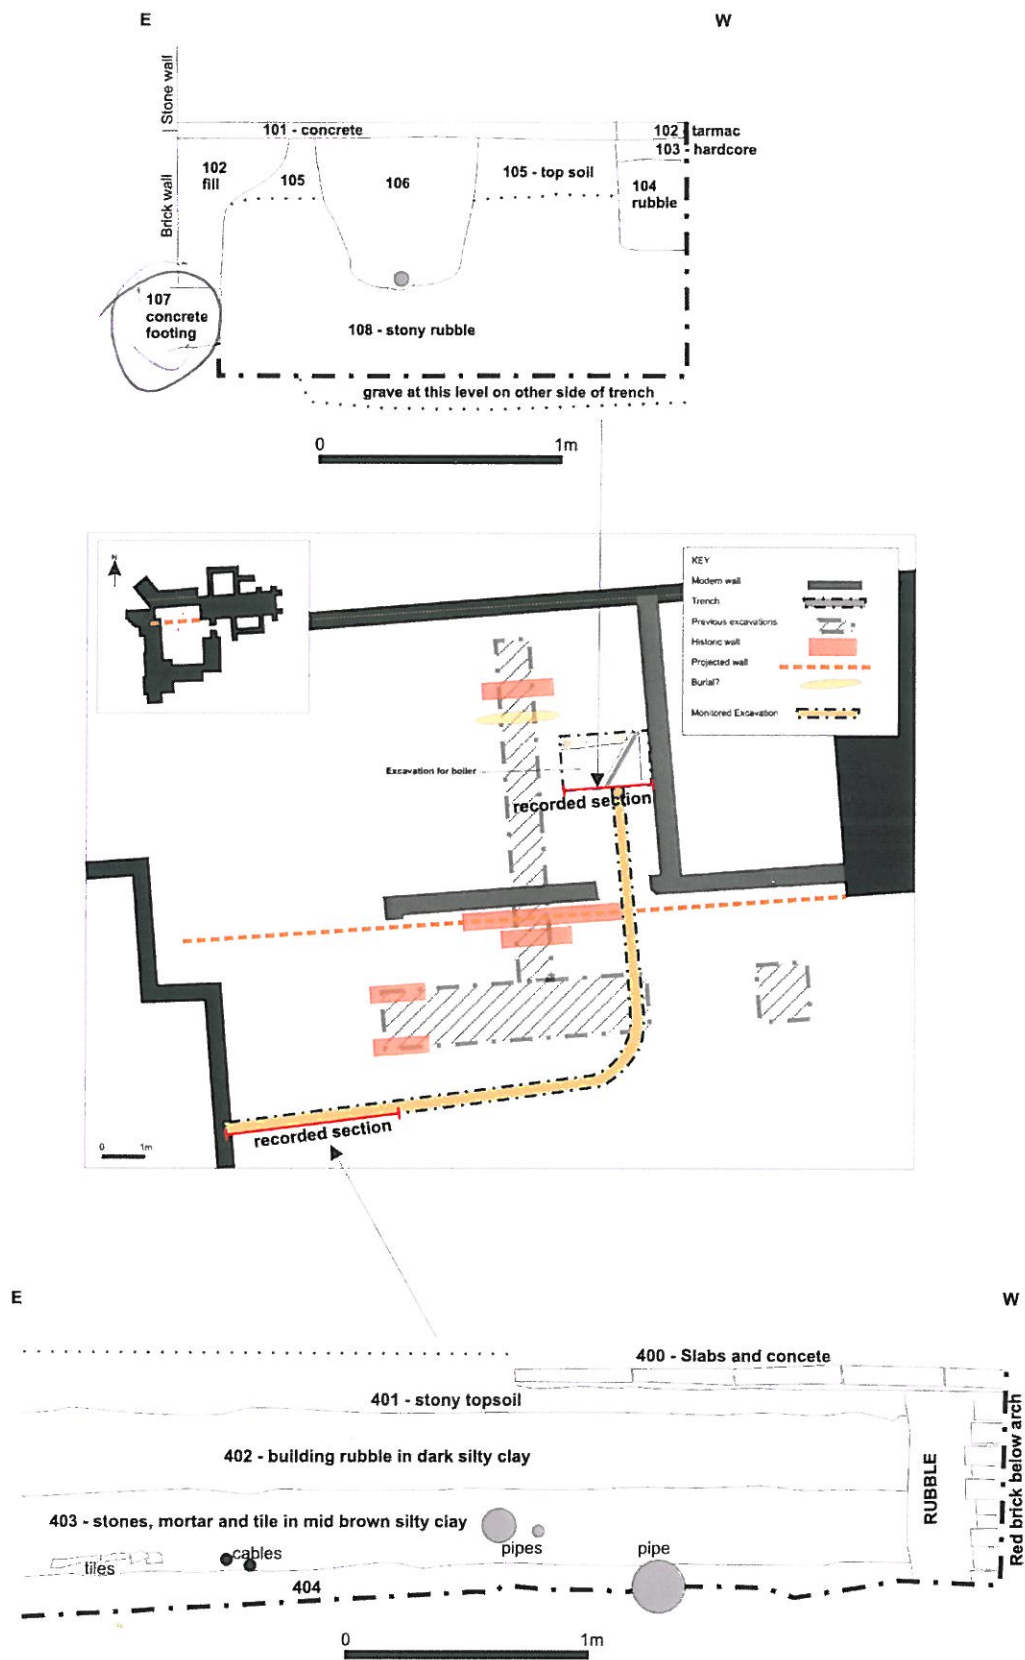 E
W
Stone wall
Brick wall
101 - concrete
102 - tarmac
103 - hardcore
102
fill
105
106
105 - top soil
104
rubble
107
concrete
footing
108 - stony rubble
grave at this level on other side of trench
0
1m
N
KEY
Modern wall
Trench
Previous excavations
Historic wall
Projected wall
Burial?
Monitored Excavation
Excavation for boiler
recorded section
recorded section
0
1m
E
W
400 - Slabs and concete
401 - stony topsoil
402 - building rubble in dark silty clay
403 - stones, mortar and tile in mid brown silty clay
RUBBLE
Red brick below arch
tiles
cables
pipes
pipe
404
0
1m